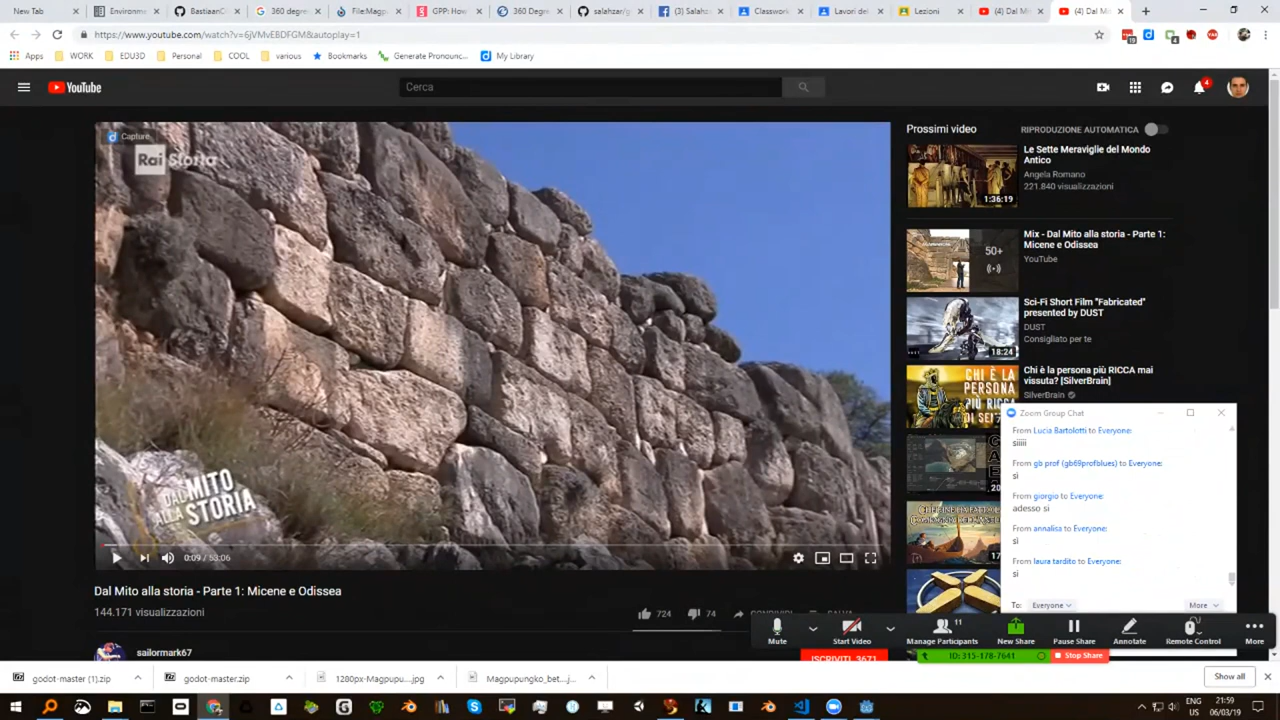 New Tab
Environme
BastiaanC
360 degre
FileMagp
GPP: How
360 Degre
salahzar/g
(3) Salahz
Classwork
Lavori del
Lezioni
(4) Dal Mi
(4) Dal Mi
https://www.youtube.com/watch?v=6jVMvEBDFGM&autoplay=1
Apps
WORK
EDU3D
Personal
COOL
various
Bookmarks
Generate Pronounc...
My Library
YouTube
Cerca
4
Capture
Rai Storia
DAL MITO
ALLA STORIA
0:09 / 53:06
Dal Mito alla storia - Parte 1: Micene e Odissea
144.171 visualizzazioni
724
74
CONDIVIDI
SALVA
sailormark67
ISCRIVITI 3671
Prossimi video
RIPRODUZIONE AUTOMATICA
Le Sette Meraviglie del Mondo
Antico
Angela Romano
221.840 visualizzazioni
1:36:19
Mix - Dal Mito alla storia - Parte 1:
Micene e Odissea
YouTube
50+
Sci-Fi Short Film "Fabricated"
presented by DUST
DUST
Consigliato per te
18:24
Chi è la persona più RICCA mai
vissuta? [SilverBrain]
SilverBrain
CHI È LA
PERSONA
PIÙ RICCA
Zoom Group Chat
From Lucia Bartolotti to Everyone:
siiiii
From gb prof (gb69profblues) to Everyone:
sì
From giorgio to Everyone:
adesso si
From annalisa to Everyone:
sì
From laura tardito to Everyone:
si
To: Everyone
More
Mute
Start Video
11
Manage Participants
New Share
Pause Share
Annotate
Remote Control
More
ID: 315-178-7641
Stop Share
godot-master (1).zip
godot-master.zip
1280px-Magpupu....jpg
Magpupungko_bet....j...
Show all
ENG
US
21:59
06/03/19